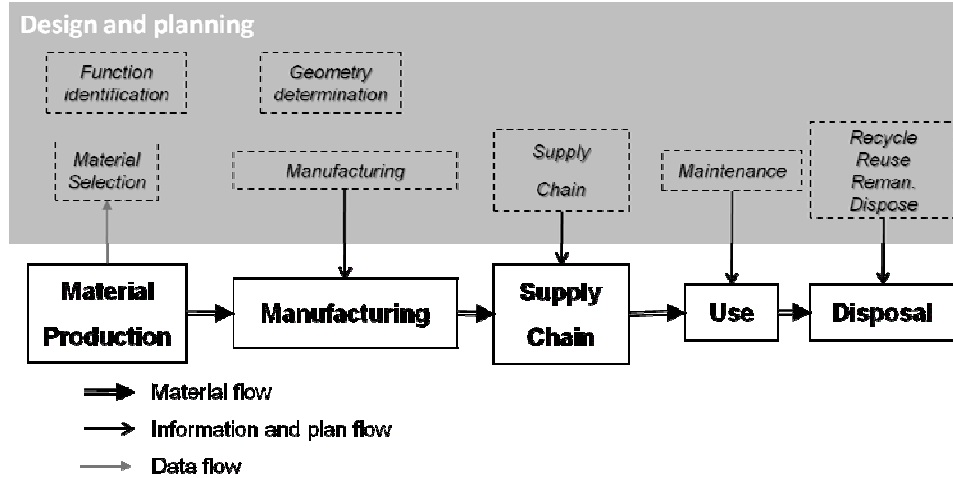 Design and planning
Function
identification
Geometry
determination
Material
Selection
Manufacturing
Supply
Chain
Maintenance
Recycle
Reuse
Reman.
Dispose
Material
Production
Manufacturing
Supply
Chain
Use
Disposal
Material flow
Information and plan flow
Data flow